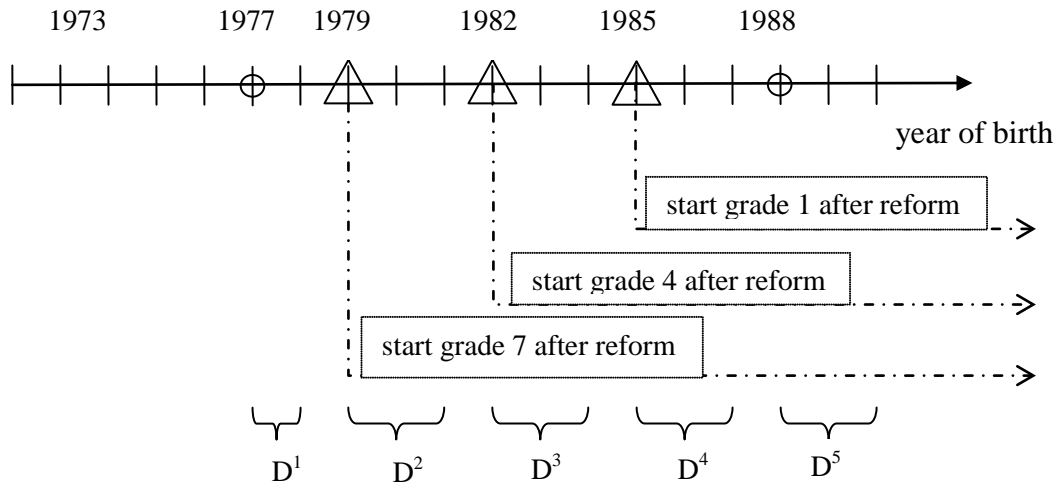 1973 1977 1979 1982 1985 1988
year of birth
start grade 1 after reform
start grade 4 after reform
start grade 7 after reform
D¹ D² D³ D⁴ D⁵